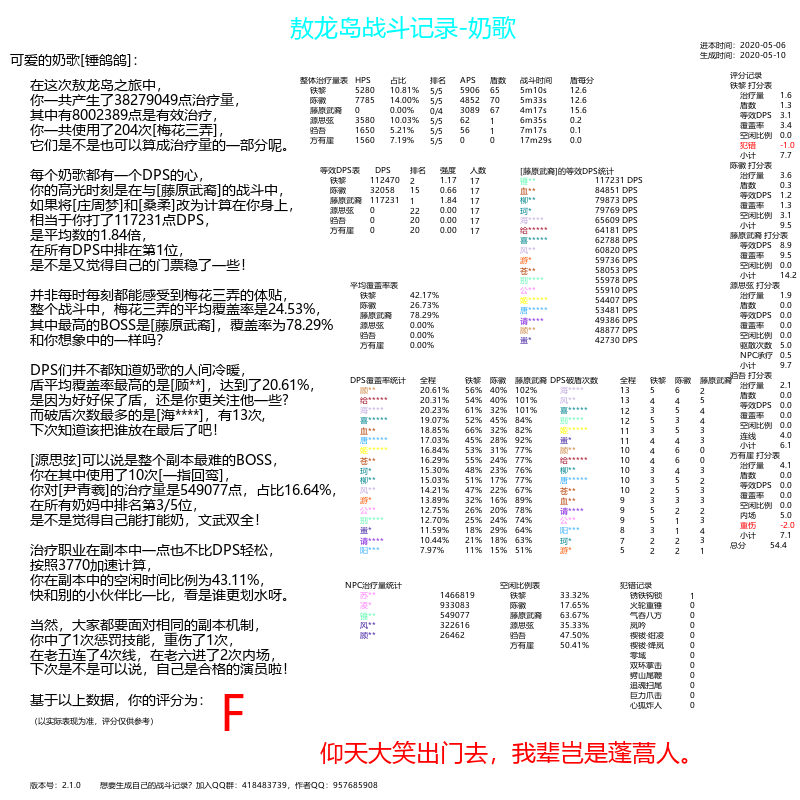 敖龙岛战斗记录-奶歌
进本时间：2020-05-06
生成时间：2020-05-10
可爱的奶歌[锤鸽鸽]：
在这次敖龙岛之旅中，
你一共产生了38279049点治疗量，
其中有8002389点是有效治疗，
你一共使用了204次[梅花三弄]，
它们是不是也可以算成治疗量的一部分呢。
每个奶歌都有一个DPS的心，
你的高光时刻是在与[藤原武裔]的战斗中，
如果将[庄周梦]和[桑柔]改为计算在你身上，
相当于你打了117231点DPS，
是平均数的1.84倍，
在所有DPS中排在第1位，
是不是又觉得自己的门票稳了一些！
并非每时每刻都能感受到梅花三弄的体贴，
整个战斗中，梅花三弄的平均覆盖率是24.53%，
其中最高的BOSS是[藤原武裔]，覆盖率为78.29%
和你想象中的一样吗？
DPS们并不都知道奶歌的人间冷暖，
盾平均覆盖率最高的是[顾**]，达到了20.61%，
是因为好好保了盾，还是你更关注他一些？
而破盾次数最多的是[海****]，有13次，
下次知道该把谁放在最后了吧！
[源思弦]可以说是整个副本最难的BOSS，
你在其中使用了10次[一指回鸾]，
你对[尹青羲]的治疗量是549077点，占比16.64%，
在所有奶妈中排名第3/5位，
是不是觉得自己能打能奶，文武双全！
治疗职业在副本中一点也不比DPS轻松，
按照3770加速计算，
你在副本中的空闲时间比例为43.11%，
快和别的小伙伴比一比，看是谁更划水呀。
当然，大家都要面对相同的副本机制，
你中了1次惩罚技能，重伤了1次，
在老五连了4次线，在老六进了2次内场，
下次是不是可以说，自己是合格的演员啦！
基于以上数据，你的评分为：
F
（以实际表现为准，评分仅供参考）
整体治疗量表 HPS 占比 排名 APS 盾数 战斗时间 盾每分
铁黎 5280 10.81% 5/5 5906 65 5m10s 12.6
陈徽 7785 14.00% 5/5 4852 70 5m33s 12.6
藤原武裔 0 0.00% 0/4 3089 67 4m17s 15.6
源思弦 3580 10.03% 5/5 62 1 6m35s 0.2
驺吾 1650 5.21% 5/5 56 1 7m17s 0.1
方有崖 1560 7.19% 5/5 0 0 17m29s 0.0
等效DPS表 DPS 排名 强度 人数
铁黎 112470 2 1.17 17
陈徽 32058 15 0.66 17
藤原武裔 117231 1 1.84 17
源思弦 0 22 0.00 17
驺吾 0 20 0.00 17
方有崖 0 20 0.00 17
[藤原武裔]的等效DPS统计
锤** 117231 DPS
血** 84851 DPS
柳** 79873 DPS
珂* 79769 DPS
海**** 65609 DPS
给***** 64181 DPS
喜***** 62788 DPS
风** 60820 DPS
游* 59736 DPS
苍** 58053 DPS
55978 DPS
公** 55910 DPS
54407 DPS
唐***** 53481 DPS
请**** 49386 DPS
顾** 48877 DPS
重* 42730 DPS
平均覆盖率表
铁黎 42.17%
陈徽 26.73%
藤原武裔 78.29%
源思弦 0.00%
驺吾 0.00%
方有崖 0.00%
DPS覆盖率统计 全程 铁黎 陈徽 藤原武裔
顾** 20.61% 56% 40% 102%
给***** 20.31% 54% 40% 101%
海**** 20.23% 61% 32% 101%
喜***** 19.07% 52% 45% 84%
血** 18.85% 66% 32% 82%
唐***** 17.03% 45% 28% 92%
16.84% 53% 31% 77%
苍** 16.29% 55% 24% 77%
珂* 15.30% 48% 23% 76%
柳** 15.03% 51% 17% 77%
风** 14.21% 47% 22% 67%
游* 13.89% 32% 16% 89%
公** 12.75% 26% 20% 78%
12.70% 25% 24% 74%
重* 11.59% 18% 29% 64%
请**** 10.44% 21% 18% 63%
阳*** 7.97% 11% 15% 51%
DPS破盾次数 全程 铁黎 陈徽 藤原武裔
海**** 13 5 6 2
风** 13 4 4 5
喜***** 12 3 5 4
12 5 3 4
11 3 5 3
重* 11 4 4 3
顾** 10 4 6 0
给***** 10 4 6 0
柳** 10 3 4 3
唐***** 10 3 5 2
苍** 10 2 5 3
血** 9 3 3 3
请**** 9 5 2 2
公** 9 5 1 3
阳*** 8 3 1 4
珂* 7 2 2 3
游* 5 2 2 1
NPC治疗量统计
苏** 1466819
凌* 933083
锤** 549077
风** 322616
顾** 26462
空闲比例表
铁黎 33.32%
陈徽 17.65%
藤原武裔 63.67%
源思弦 35.33%
驺吾 47.50%
方有崖 50.41%
犯错记录
锈铁钩锁 1
火轮重锤 0
气吞八方 0
凤吟 0
楔锁·绀凌 0
楔锁·绛凤 0
零域 0
双环掌击 0
劈山尾鞭 0
追魂扫尾 0
巨力爪击 0
心狐炸人 0
评分记录
铁黎 打分表
治疗量 1.6
盾数 1.3
等效DPS 3.1
覆盖率 3.4
空闲比例 0.0
犯错 -1.0
小计 7.7
陈徽 打分表
治疗量 3.6
盾数 0.3
等效DPS 1.2
覆盖率 1.3
空闲比例 3.1
小计 9.5
藤原武裔 打分表
等效DPS 8.9
覆盖率 9.5
空闲比例 0.0
小计 14.2
源思弦 打分表
治疗量 1.9
盾数 0.0
等效DPS 0.0
覆盖率 0.0
空闲比例 0.0
驱散次数 5.0
NPC承疗 0.5
小计 9.7
驺吾 打分表
治疗量 2.1
盾数 0.0
等效DPS 0.0
覆盖率 0.0
空闲比例 0.0
连线 4.0
小计 6.1
方有崖 打分表
治疗量 4.1
盾数 0.0
等效DPS 0.0
覆盖率 0.0
空闲比例 0.0
内场 5.0
重伤 -2.0
小计 7.1
总分 54.4
仰天大笑出门去，我辈岂是蓬蒿人。
版本号：2.1.0 想要生成自己的战斗记录？加入QQ群：418483739，作者QQ：957685908